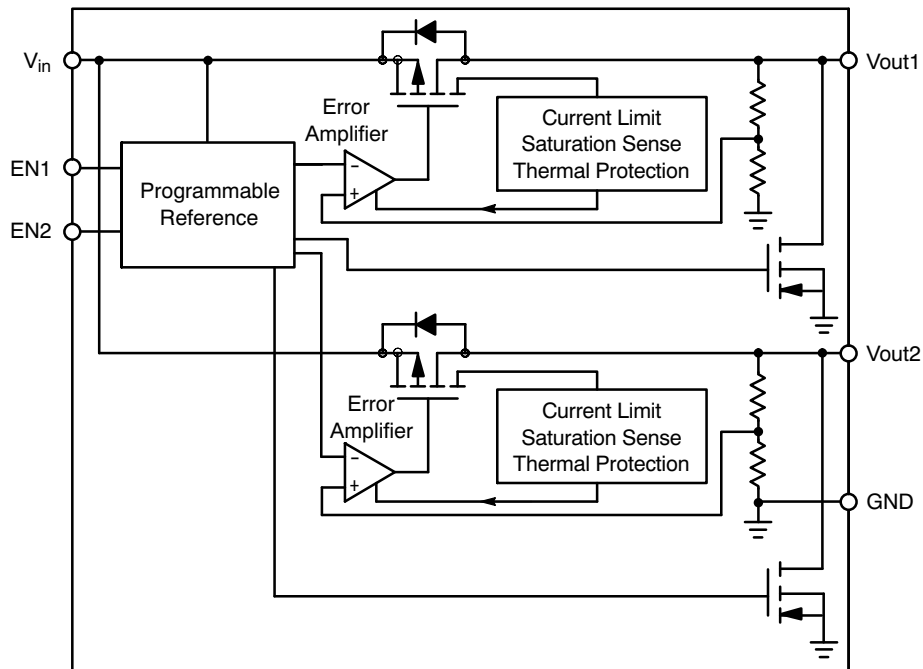 Vin
Vout1
Error
Amplifier
Current Limit
Saturation Sense
Thermal Protection
EN1
Programmable
Reference
EN2
−
+
Vout2
Error
Amplifier
Current Limit
Saturation Sense
Thermal Protection
−
+
GND